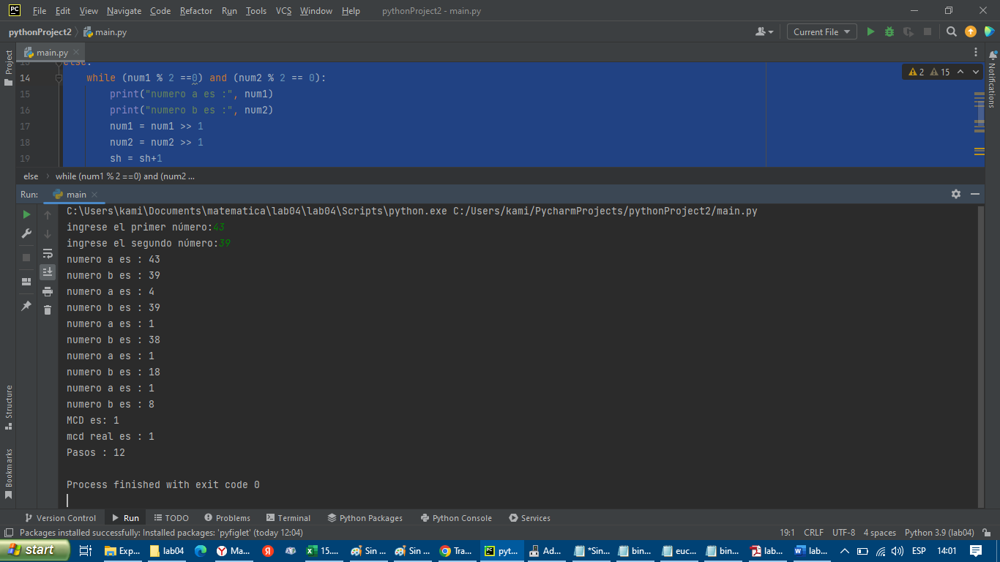 PC File Edit View Navigate Code Refactor Run Tools VCS Window Help pythonProject2 - main.py
pythonProject2 main.py Current File
main.py
Project
Notifications
13 else:
14 while (num1 % 2 ==0) and (num2 % 2 == 0):
2 15
15 print("numero a es :", num1)
16 print("numero b es :", num2)
17 num1 = num1 >> 1
18 num2 = num2 >> 1
19 sh = sh+1
else while (num1 % 2 ==0) and (num2 ...
Run: main
C:\Users\kami\Documents\matematica\lab04\lab04\Scripts\python.exe C:/Users/kami/PycharmProjects/pythonProject2/main.py
ingrese el primer número:43
ingrese el segundo número:39
numero a es : 43
numero b es : 39
numero a es : 4
numero b es : 39
numero a es : 1
numero b es : 38
numero a es : 1
numero b es : 18
numero a es : 1
numero b es : 8
MCD es: 1
mcd real es : 1
Pasos : 12
Process finished with exit code 0
Structure
Bookmarks
Version Control Run TODO Problems Terminal Python Packages Python Console Services
Packages installed successfully: Installed packages: 'pyfiglet' (today 12:04) 19:1 CRLF UTF-8 4 spaces Python 3.9 (lab04)
start Exp... lab04 Ma... Я 15.... Sin ... Sin ... Tra... PC pyt... Ad... *Sin... bin... euc... bin... lab... lab... ESP 14:01